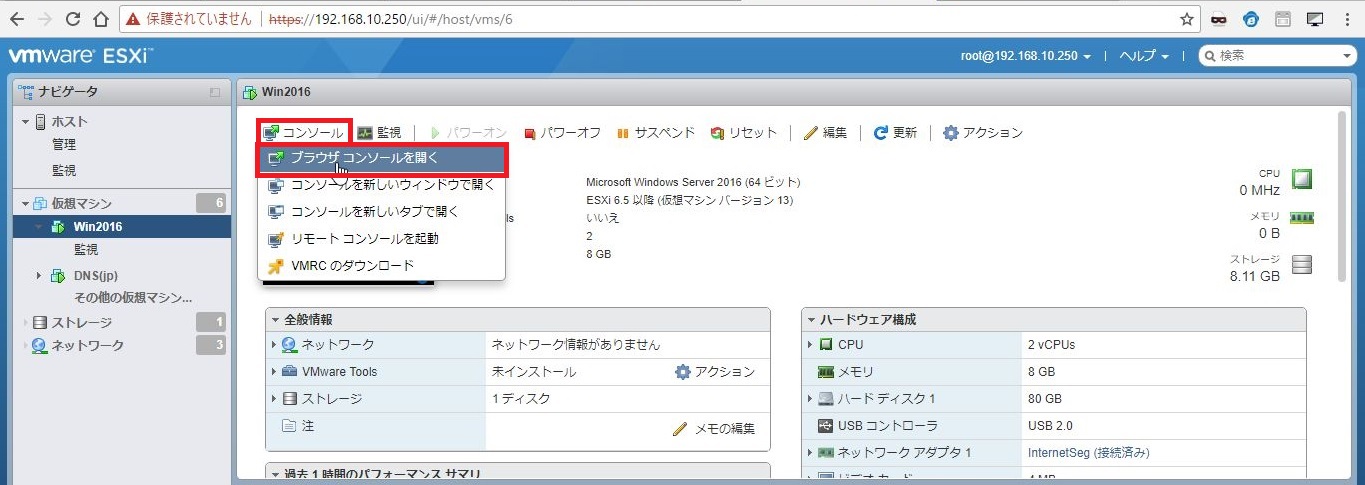 保護されていません https://192.168.10.250/ui/#/host/vms/6
vmware ESXi™ root@192.168.10.250 ヘルプ 検索
ナビゲータ
ホスト
管理
監視
仮想マシン 6
Win2016
監視
DNS(jp)
その他の仮想マシン...
ストレージ 1
ネットワーク 3
Win2016
コンソール 監視 パワーオン パワーオフ サスペンド リセット 編集 更新 アクション
ブラウザ コンソールを開く
コンソールを新しいウィンドウで開く
コンソールを新しいタブで開く
リモート コンソールを起動
VMRC のダウンロード
Microsoft Windows Server 2016 (64 ビット)
ESXi 6.5 以降 (仮想マシン バージョン 13)
ls いいえ
2
8 GB
CPU
0 MHz
メモリ
0 B
ストレージ
8.11 GB
全般情報
ネットワーク ネットワーク情報がありません
VMware Tools 未インストール アクション
ストレージ 1 ディスク
注 メモの編集
過去 1 時間のパフォーマンス サマリ
ハードウェア構成
CPU 2 vCPUs
メモリ 8 GB
ハード ディスク 1 80 GB
USB コントローラ USB 2.0
ネットワーク アダプタ 1 InternetSeg (接続済み)
ビデオ カード 4 MB